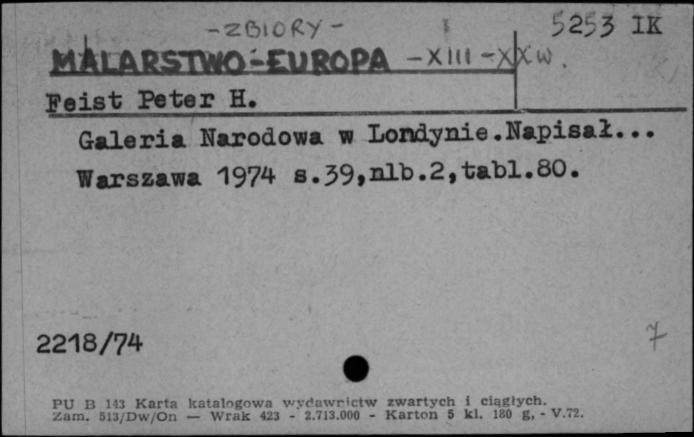 -ZBIORY-
5253 IK
MALARSTWO-EUROPA -XIII-XXw.
Feist Peter H.
Galeria Narodowa w Londynie.Napisał...
Warszawa 1974 s.39,nlb.2,tabl.80.
2218/74
7
PU B 143 Karta katalogowa wydawnictw zwartych i ciągłych.
Zam. 513/Dw/On — Wrak 423 - 2.713.000 - Karton 5 kl. 180 g, - V.72.